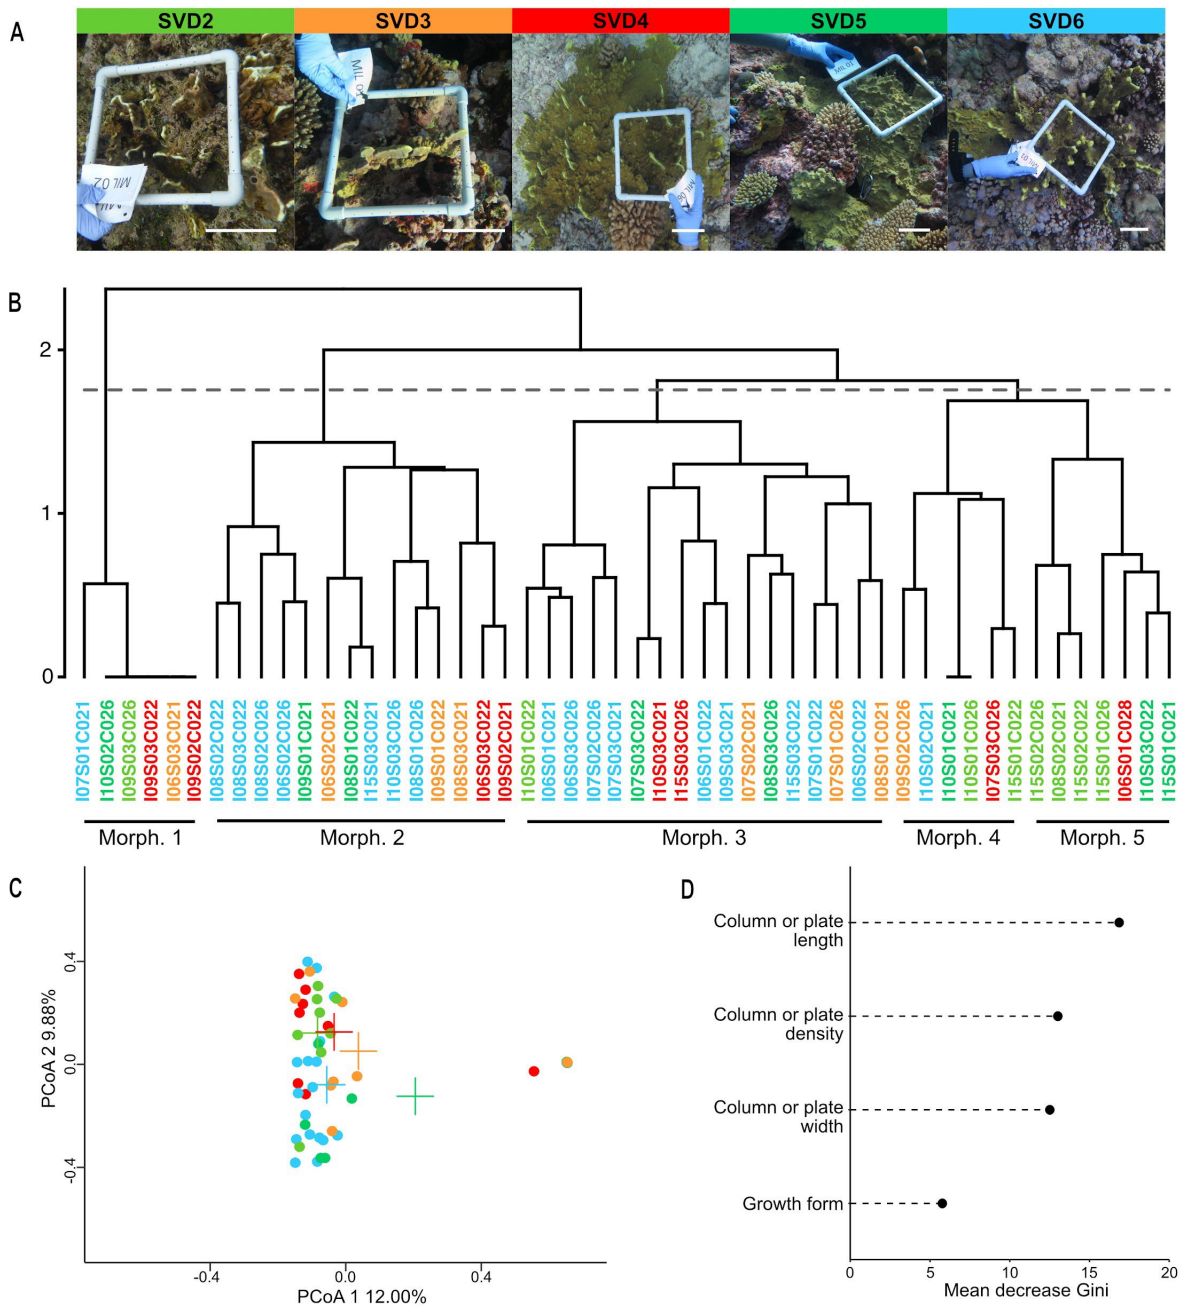 A
SVD2
SVD3
SVD4
SVD5
SVD6
MIL 02
MIL 01
B
2
1
0
I07S01C021
I10S02C026
I09S03C026
I09S03C022
I06S03C021
I09S02C022
I08S02C022
I08S03C022
I08S02C026
I06S02C026
I09S01C021
I06S02C021
I08S01C022
I15S03C021
I10S03C026
I08S01C026
I09S01C022
I08S03C021
I06S03C022
I09S02C021
I10S01C022
I06S01C021
I06S03C026
I07S02C026
I07S03C021
I07S03C022
I10S03C021
I15S03C026
I06S01C022
I06S01C026
I07S02C021
I08S03C026
I15S03C022
I07S01C022
I07S01C026
I06S02C022
I08S01C021
I09S02C026
I10S02C021
I10S01C021
I10S01C026
I07S03C026
I15S01C022
I15S02C026
I08S02C021
I15S02C022
I15S01C026
I06S01C028
I10S03C022
I15S01C021
Morph. 1
Morph. 2
Morph. 3
Morph. 4
Morph. 5
C
PCoA 2 9.88%
0.4
0.0
-0.4
-0.4
0.0
0.4
PCoA 1 12.00%
D
Column or plate
length
Column or plate
density
Column or plate
width
Growth form
0
5
10
15
20
Mean decrease Gini